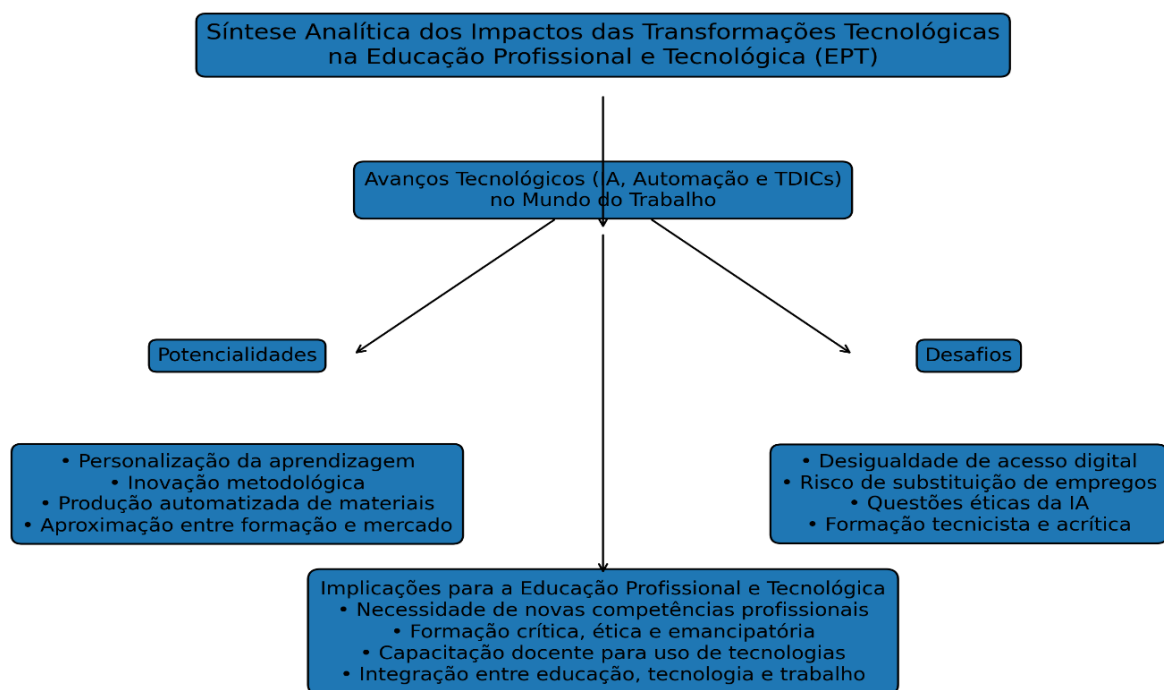 Síntese Analítica dos Impactos das Transformações Tecnológicas
na Educação Profissional e Tecnológica (EPT)
Avanços Tecnológicos (IA, Automação e TDICs)
no Mundo do Trabalho
Potencialidades
Desafios
• Personalização da aprendizagem
• Inovação metodológica
• Produção automatizada de materiais
• Aproximação entre formação e mercado
• Desigualdade de acesso digital
• Risco de substituição de empregos
• Questões éticas da IA
• Formação tecnicista e acrítica
Implicações para a Educação Profissional e Tecnológica
• Necessidade de novas competências profissionais
• Formação crítica, ética e emancipatória
• Capacitação docente para uso de tecnologias
• Integração entre educação, tecnologia e trabalho